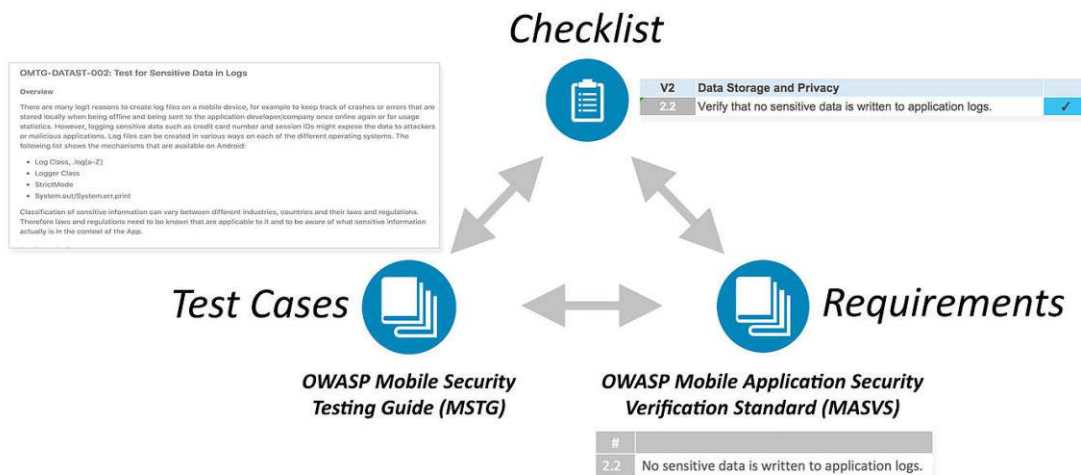 Checklist
OMTG-DATAST-002: Test for Sensitive Data in Logs
Overview
There are many legit reasons to create log files on a mobile device, for example to keep track of crashes or errors that are
stored locally when being offline and being sent to the application developer/company once online again or for usage
statistics. However, logging sensitive data such as credit card number and session IDs might expose the data to attackers
or malicious applications. Log files can be created in various ways on each of the different operating systems. The
following list shows the mechanisms that are available on Android:
• Log Class, .log[a-Z]
• Logger Class
• StrictMode
• System.out/System.err.print
Classification of sensitive information can vary between different industries, countries and their laws and regulations.
Therefore laws and regulations need to be known that are applicable to it and to be aware of what sensitive information
actually is in the context of the App.
V2 Data Storage and Privacy
2.2 Verify that no sensitive data is written to application logs. ✓
Test Cases
Requirements
OWASP Mobile Security
Testing Guide (MSTG)
OWASP Mobile Application Security
Verification Standard (MASVS)
#
2.2 No sensitive data is written to application logs.